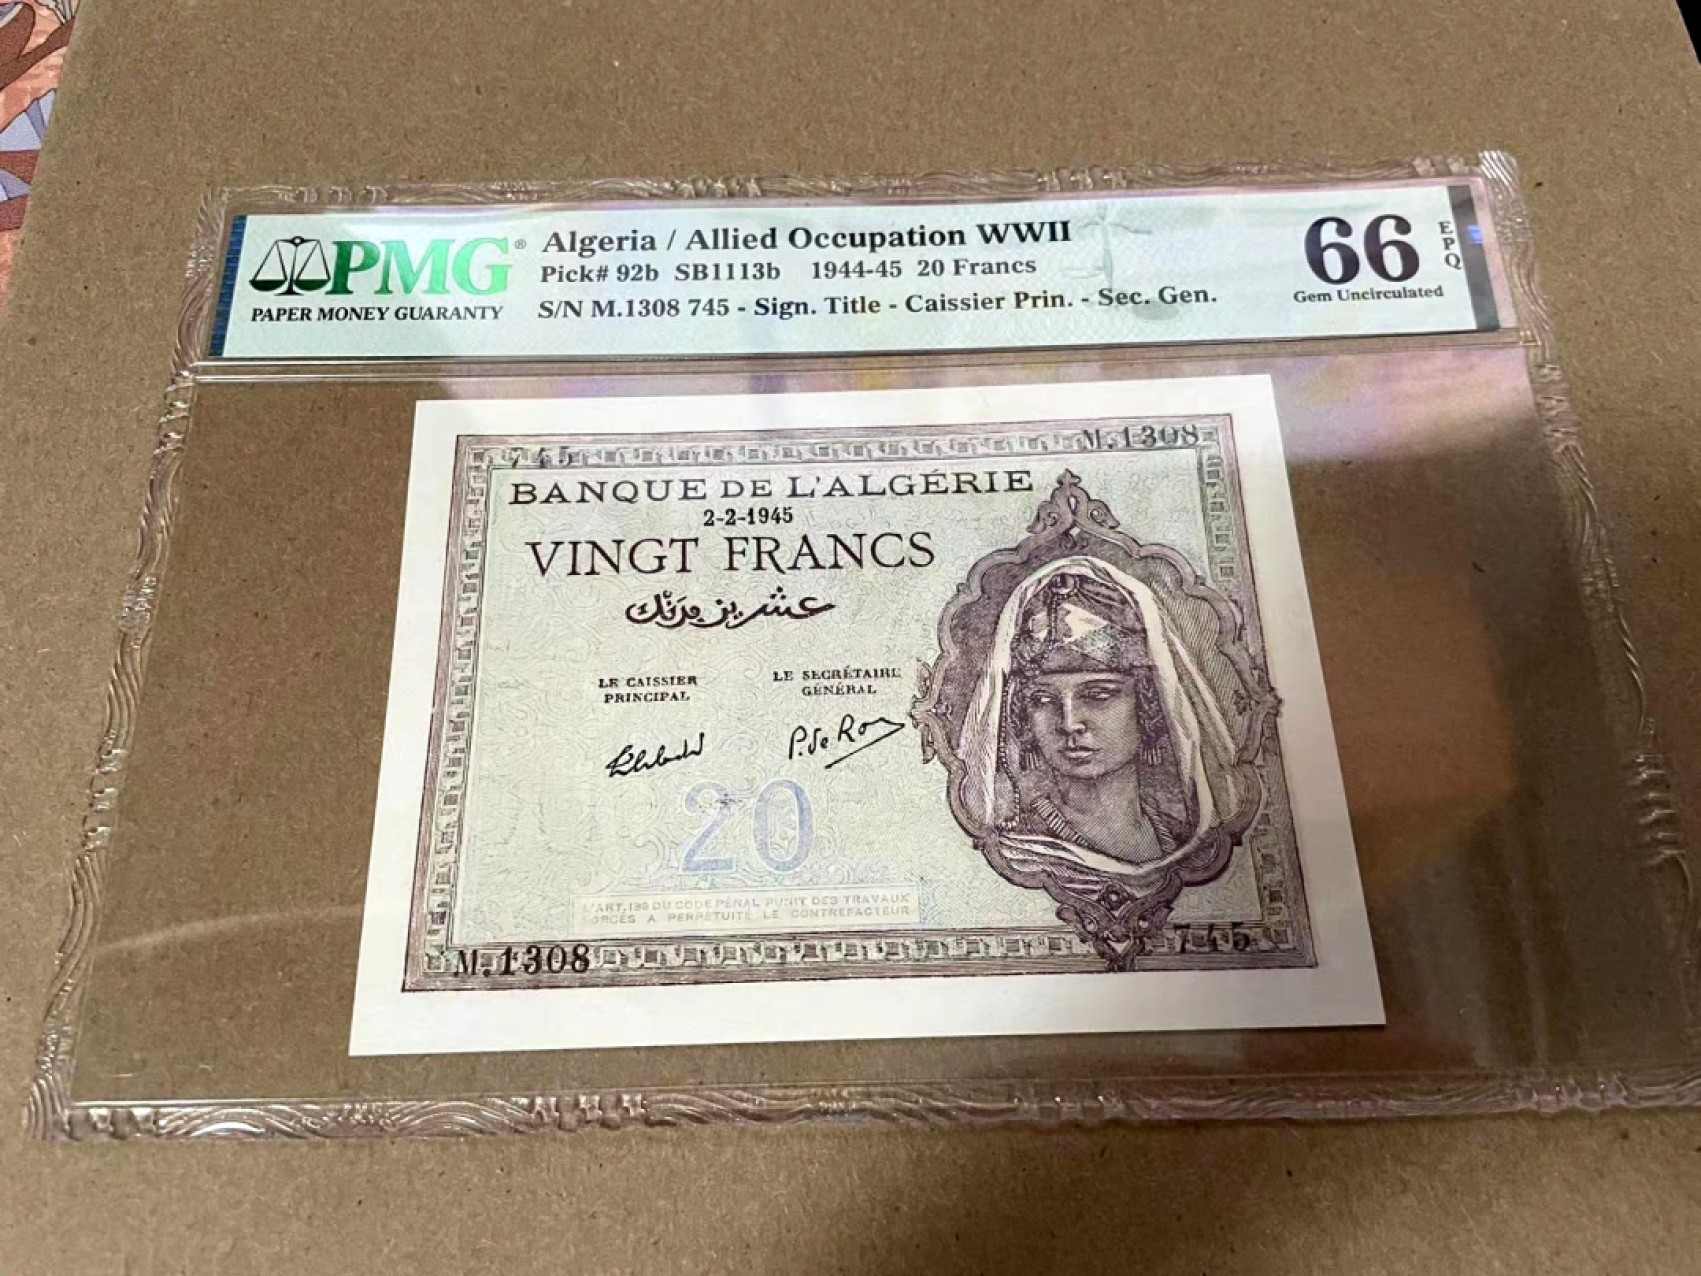 PMG®
PAPER MONEY GUARANTY
Algeria / Allied Occupation WWII
Pick# 92b SB1113b 1944-45 20 Francs
S/N M.1308 745 - Sign. Title - Caissier Prin. - Sec. Gen.
66
EPQ
Gem Uncirculated
745
M.1308
BANQUE DE L'ALGÉRIE
2-2-1945
VINGT FRANCS
عشرين فرنك
LE CAISSIER
PRINCIPAL
LE SECRÉTAIRE
GÉNÉRAL
P. de Ro
20
L'ART. 139 DU CODE PÉNAL PUNIT DES TRAVAUX
FORCÉS A PERPÉTUITÉ LE CONTREFACTEUR
M.1308
745